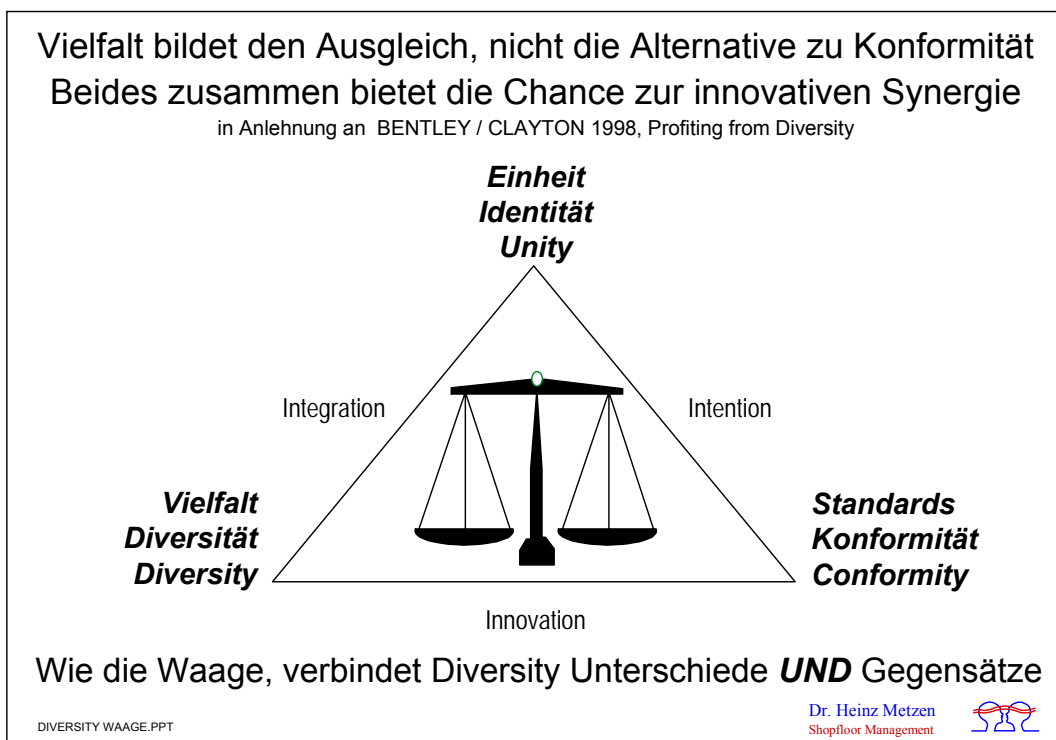 Vielfalt bildet den Ausgleich, nicht die Alternative zu Konformität
Beides zusammen bietet die Chance zur innovativen Synergie
in Anlehnung an BENTLEY / CLAYTON 1998, Profiting from Diversity
Einheit
Identität
Unity
Integration
Intention
Vielfalt
Diversität
Diversity
Standards
Konformität
Conformity
Innovation
Wie die Waage, verbindet Diversity Unterschiede UND Gegensätze
DIVERSITY WAAGE.PPT
Dr. Heinz Metzen
Shopfloor Management